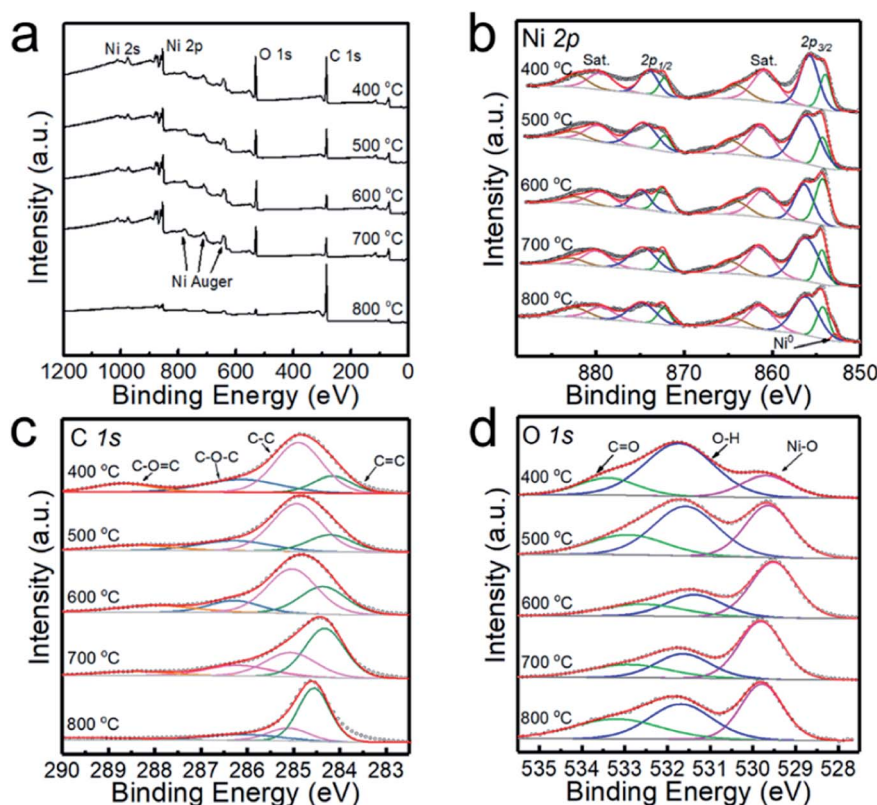 a
Ni 2s
Ni 2p
O 1s
C 1s
400 °C
500 °C
600 °C
700 °C
Ni Auger
800 °C
Intensity (a.u.)
1200 1000 800 600 400 200 0
Binding Energy (eV)
b Ni 2p
Sat.
2p1/2
Sat.
2p3/2
400 °C
500 °C
600 °C
700 °C
800 °C
Ni0
Intensity (a.u.)
880 870 860 850
Binding Energy (eV)
c C 1s
C-O=C
C-O-C
C-C
C=C
400 °C
500 °C
600 °C
700 °C
800 °C
Intensity (a.u.)
290 289 288 287 286 285 284 283
Binding Energy (eV)
d O 1s
C=O
O-H
Ni-O
400 °C
500 °C
600 °C
700 °C
800 °C
Intensity (a.u.)
535 534 533 532 531 530 529 528
Binding Energy (eV)